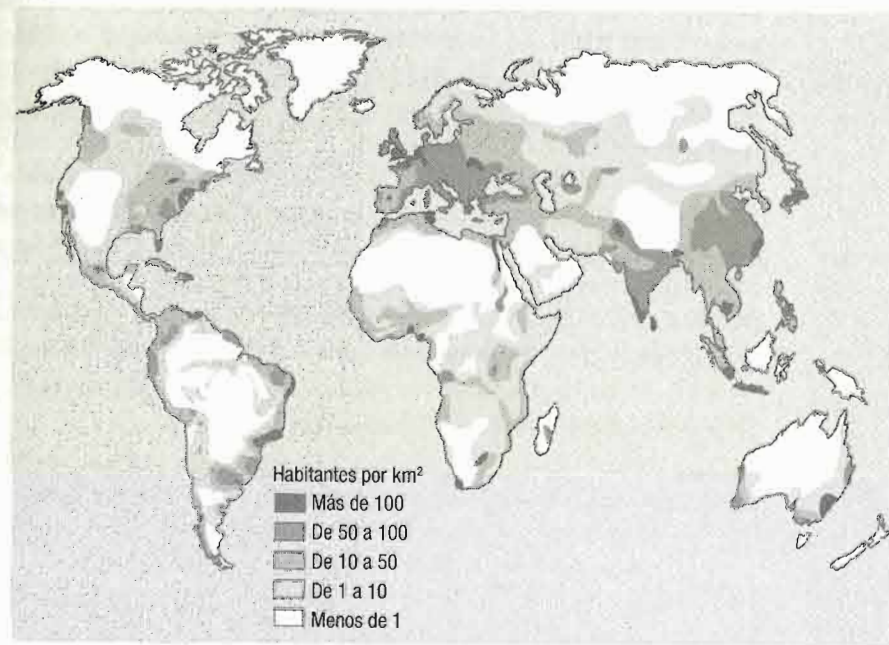 Habitantes por km²
Más de 100
De 50 a 100
De 10 a 50
De 1 a 10
Menos de 1